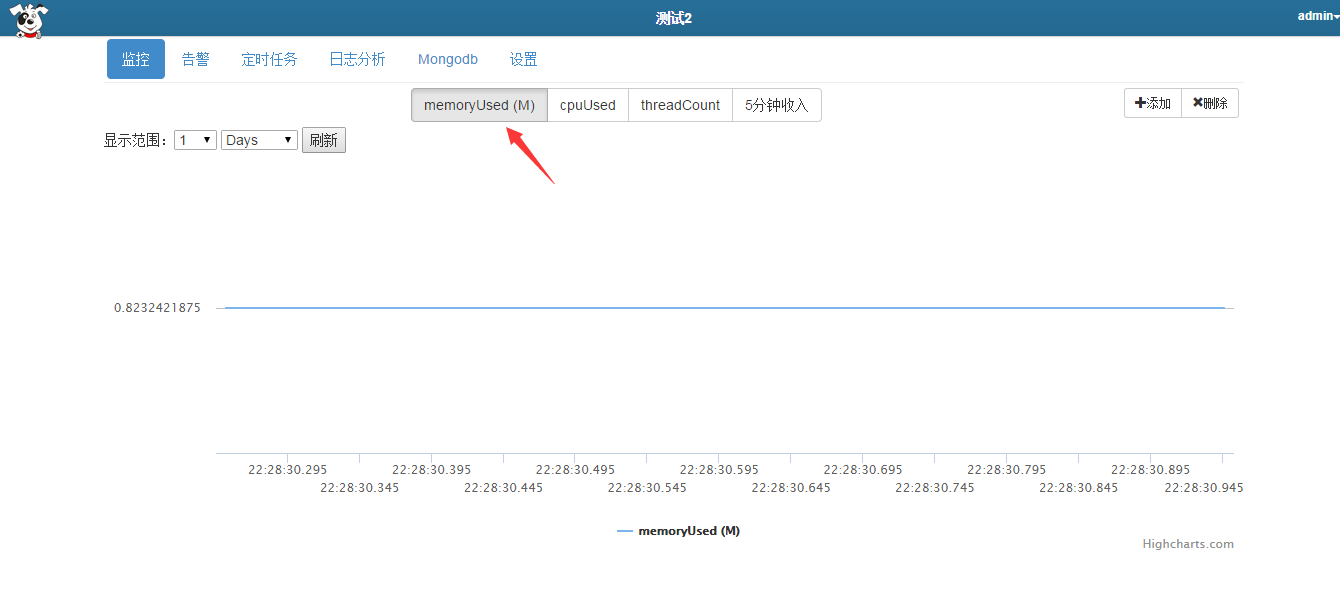 测试2
admin
监控 告警 定时任务 日志分析 Mongodb 设置
memoryUsed (M) cpuUsed threadCount 5分钟收入
添加 删除
显示范围： 1 Days 刷新
0.8232421875
22:28:30.295 22:28:30.395 22:28:30.495 22:28:30.595 22:28:30.695 22:28:30.795 22:28:30.895
22:28:30.345 22:28:30.445 22:28:30.545 22:28:30.645 22:28:30.745 22:28:30.845 22:28:30.945
memoryUsed (M)
Highcharts.com